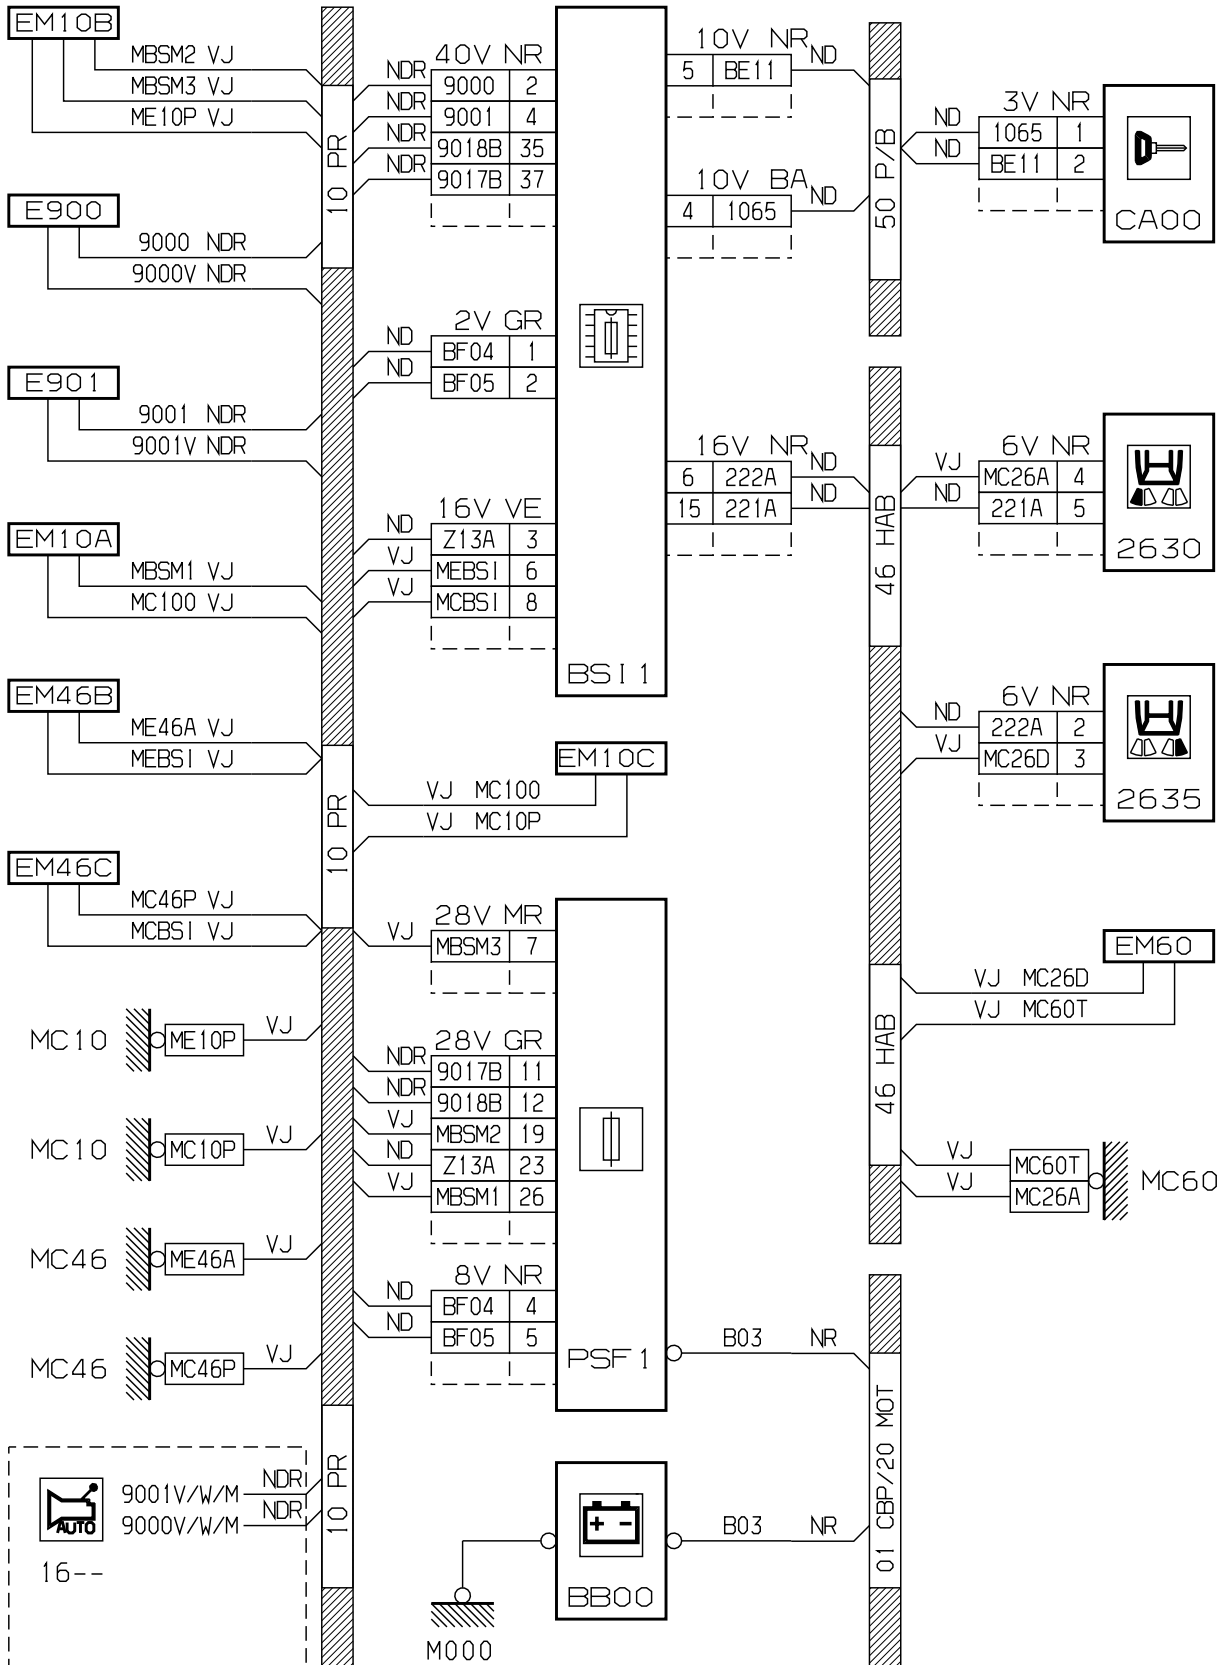 EM10B
MBSM2 VJ
MBSM3 VJ
ME10P VJ
E900
9000 NDR
9000V NDR
E901
9001 NDR
9001V NDR
EM10A
MBSM1 VJ
MC100 VJ
EM46B
ME46A VJ
MEBSI VJ
EM46C
MC46P VJ
MCBSI VJ
MC10 ME10P VJ
MC10 MC10P VJ
MC46 ME46A VJ
MC46 MC46P VJ
AUTO
16--
9001V/W/M NDR
9000V/W/M NDR
10 PR
10 PR
10 PR
40V NR
NDR 9000 2
NDR 9001 4
NDR 9018B 35
NDR 9017B 37
2V GR
ND BF04 1
ND BF05 2
16V VE
ND Z13A 3
VJ MEBSI 6
VJ MCBSI 8
BSI1
EM10C
VJ MC100
VJ MC10P
28V MR
VJ MBSM3 7
28V GR
NDR 9017B 11
NDR 9018B 12
VJ MBSM2 19
ND Z13A 23
VJ MBSM1 26
8V NR
ND BF04 4
ND BF05 5
PSF1
B03 NR
+ -
BB00
B03 NR
M000
10V NR
5 BE11 ND
10V BA
4 1065 ND
16V NR
6 222A ND
15 221A ND
50 P/B
46 HAB
46 HAB
01 CBP/20 MOT
3V NR
ND 1065 1
ND BE11 2
CA00
6V NR
VJ MC26A 4
ND 221A 5
2630
6V NR
ND 222A 2
VJ MC26D 3
2635
EM60
VJ MC26D
VJ MC60T
VJ MC60T
VJ MC26A
MC60